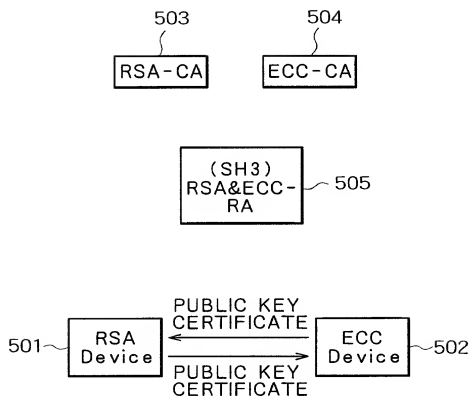 503
504
RSA-CA
ECC-CA
(SH3)
RSA&ECC-
RA
505
PUBLIC KEY
CERTIFICATE
501
RSA
Device
ECC
Device
502
PUBLIC KEY
CERTIFICATE